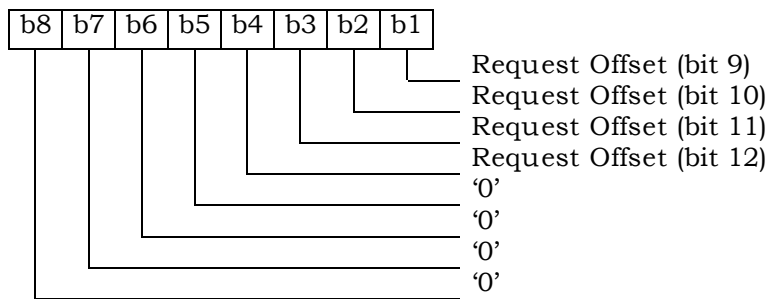 b8 b7 b6 b5 b4 b3 b2 b1
Request Offset (bit 9)
Request Offset (bit 10)
Request Offset (bit 11)
Request Offset (bit 12)
‘0’
‘0’
‘0’
‘0’